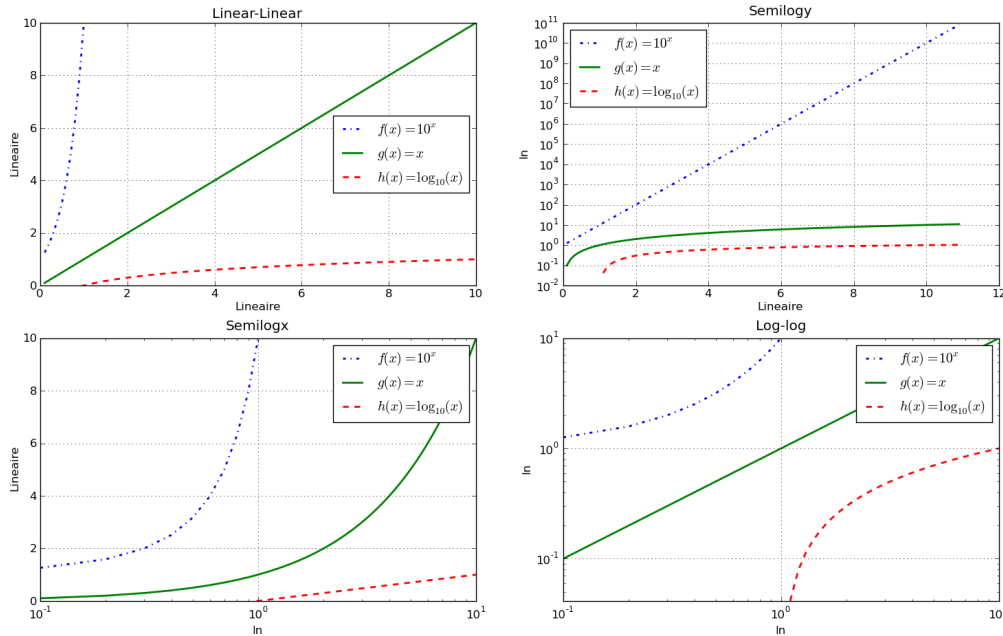 Linear-Linear
10
8
6
4
2
0
0
2
4
6
8
10
Lineaire
Lineaire
f(x) = 10^x
g(x) = x
h(x) = log_10(x)
Semilogy
10^11
10^10
10^9
10^8
10^7
10^6
10^5
10^4
10^3
10^2
10^1
10^0
10^-1
10^-2
0
2
4
6
8
10
12
ln
Lineaire
f(x) = 10^x
g(x) = x
h(x) = log_10(x)
Semilogx
10
8
6
4
2
0
10^-1
10^0
10^1
Lineaire
ln
f(x) = 10^x
g(x) = x
h(x) = log_10(x)
Log-log
10^1
10^0
10^-1
10^-1
10^0
10^1
ln
ln
f(x) = 10^x
g(x) = x
h(x) = log_10(x)